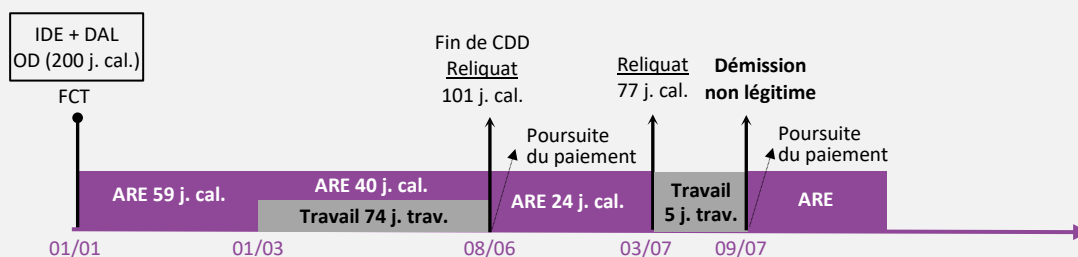 IDE + DAL
OD (200 j. cal.)
FCT
Fin de CDD
Reliquat
101 j. cal.
Reliquat
77 j. cal.
Démission
non légitime
Poursuite
du paiement
Poursuite
du paiement
ARE 59 j. cal.
ARE 40 j. cal.
Travail 74 j. trav.
ARE 24 j. cal.
Travail
5 j. trav.
ARE
01/01
01/03
08/06
03/07
09/07